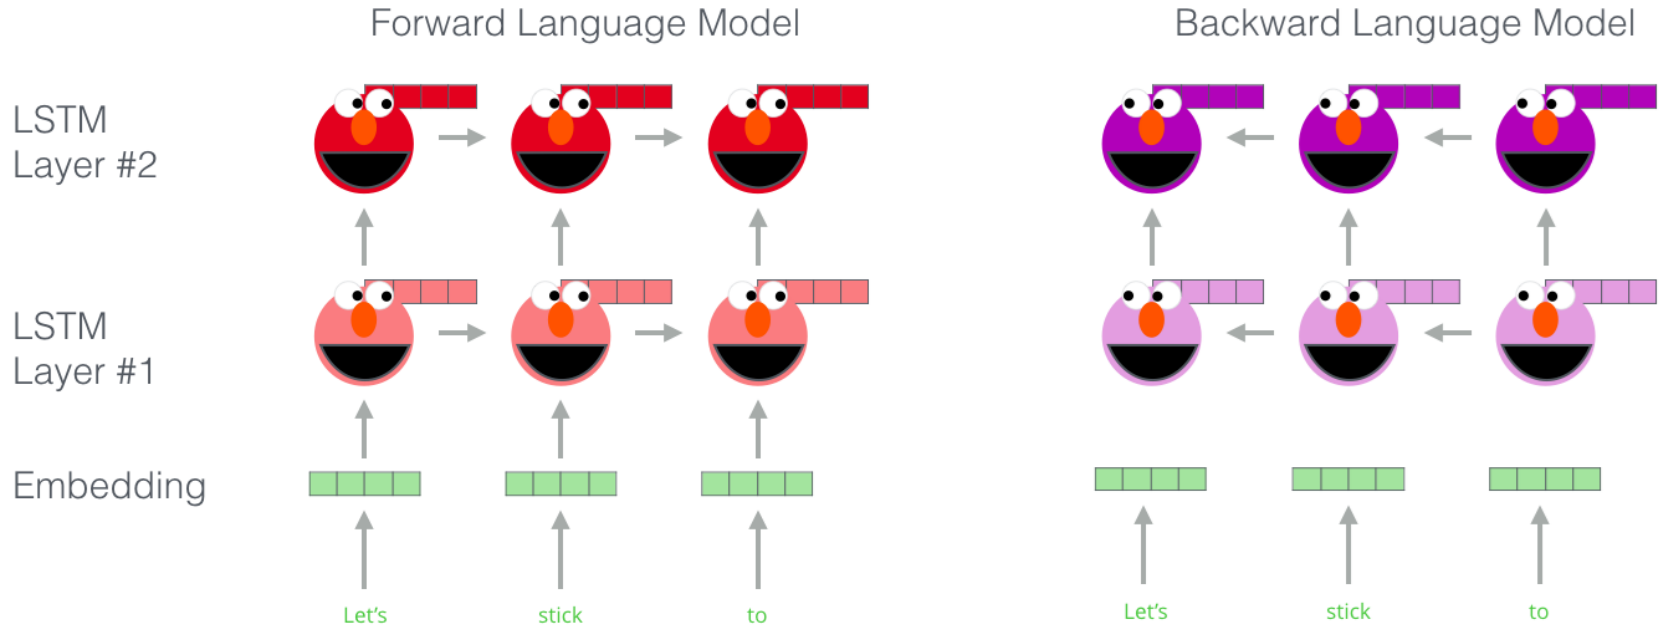 Forward Language Model
Backward Language Model
LSTM
Layer #2
LSTM
Layer #1
Embedding
Let's
stick
to
Let's
stick
to